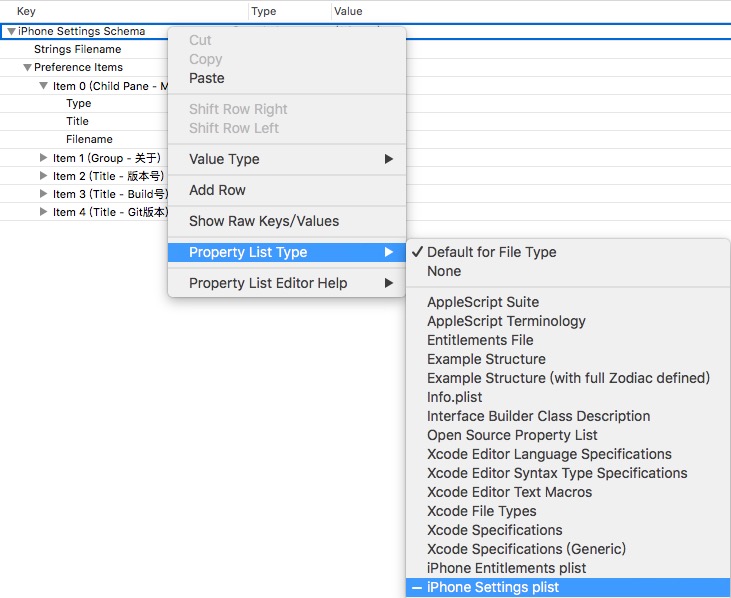 Key Type Value
iPhone Settings Schema
Strings Filename
Preference Items
Item 0 (Child Pane - M
Type
Title
Filename
Item 1 (Group - 关于)
Item 2 (Title - 版本号)
Item 3 (Title - Build号)
Item 4 (Title - Git版本)
Cut
Copy
Paste
Shift Row Right
Shift Row Left
Value Type
Add Row
Show Raw Keys/Values
Property List Type
Property List Editor Help
Default for File Type
None
AppleScript Suite
AppleScript Terminology
Entitlements File
Example Structure
Example Structure (with full Zodiac defined)
Info.plist
Interface Builder Class Description
Open Source Property List
Xcode Editor Language Specifications
Xcode Editor Syntax Type Specifications
Xcode Editor Text Macros
Xcode File Types
Xcode Specifications
Xcode Specifications (Generic)
iPhone Entitlements plist
iPhone Settings plist